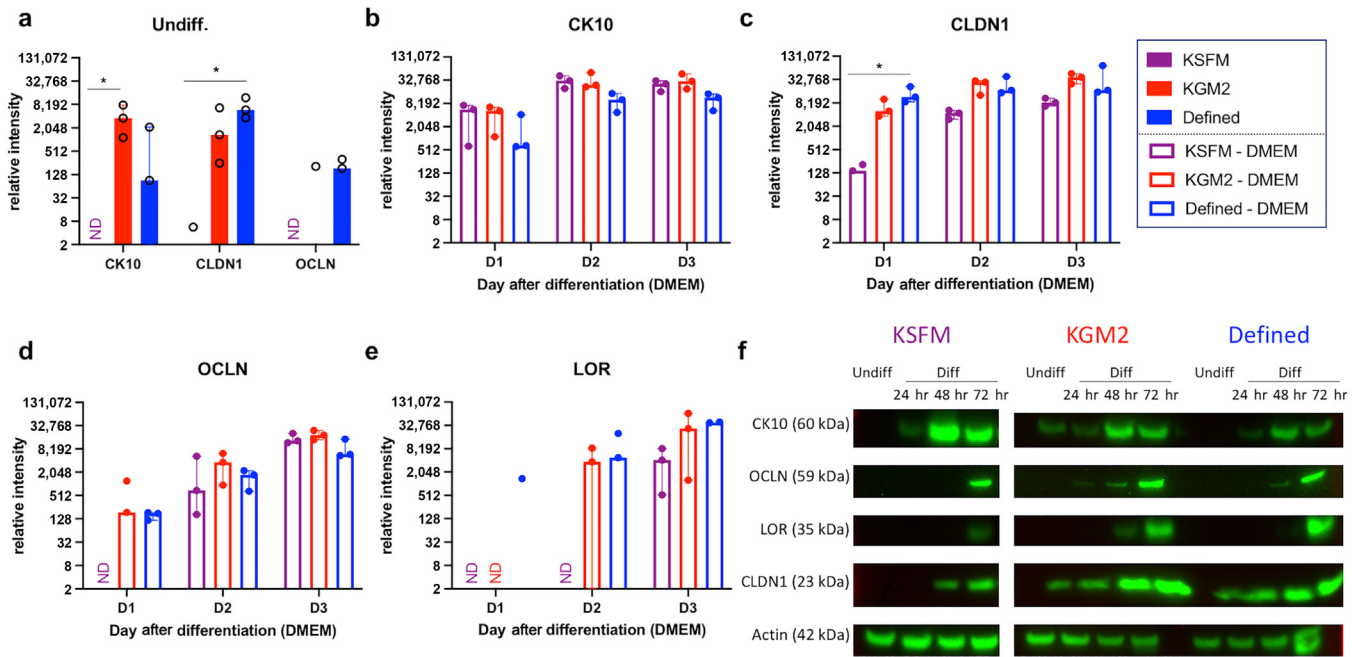 a
Undiff.
relative intensity
131,072
32,768
8,192
2,048
512
128
32
8
2
*
*
ND
ND
CK10
CLDN1
OCLN
b
CK10
relative intensity
131,072
32,768
8,192
2,048
512
128
32
8
2
D1
D2
D3
Day after differentiation (DMEM)
c
CLDN1
relative intensity
131,072
32,768
8,192
2,048
512
128
32
8
2
*
D1
D2
D3
Day after differentiation (DMEM)
KSFM
KGM2
Defined
KSFM - DMEM
KGM2 - DMEM
Defined - DMEM
d
OCLN
relative intensity
131,072
32,768
8,192
2,048
512
128
32
8
2
ND
D1
D2
D3
Day after differentiation (DMEM)
e
LOR
relative intensity
131,072
32,768
8,192
2,048
512
128
32
8
2
ND
ND
ND
D1
D2
D3
Day after differentiation (DMEM)
f
KSFM KGM2 Defined
Undiff Diff Undiff Diff Undiff Diff
24 hr 48 hr 72 hr 24 hr 48 hr 72 hr 24 hr 48 hr 72 hr
CK10 (60 kDa)
OCLN (59 kDa)
LOR (35 kDa)
CLDN1 (23 kDa)
Actin (42 kDa)